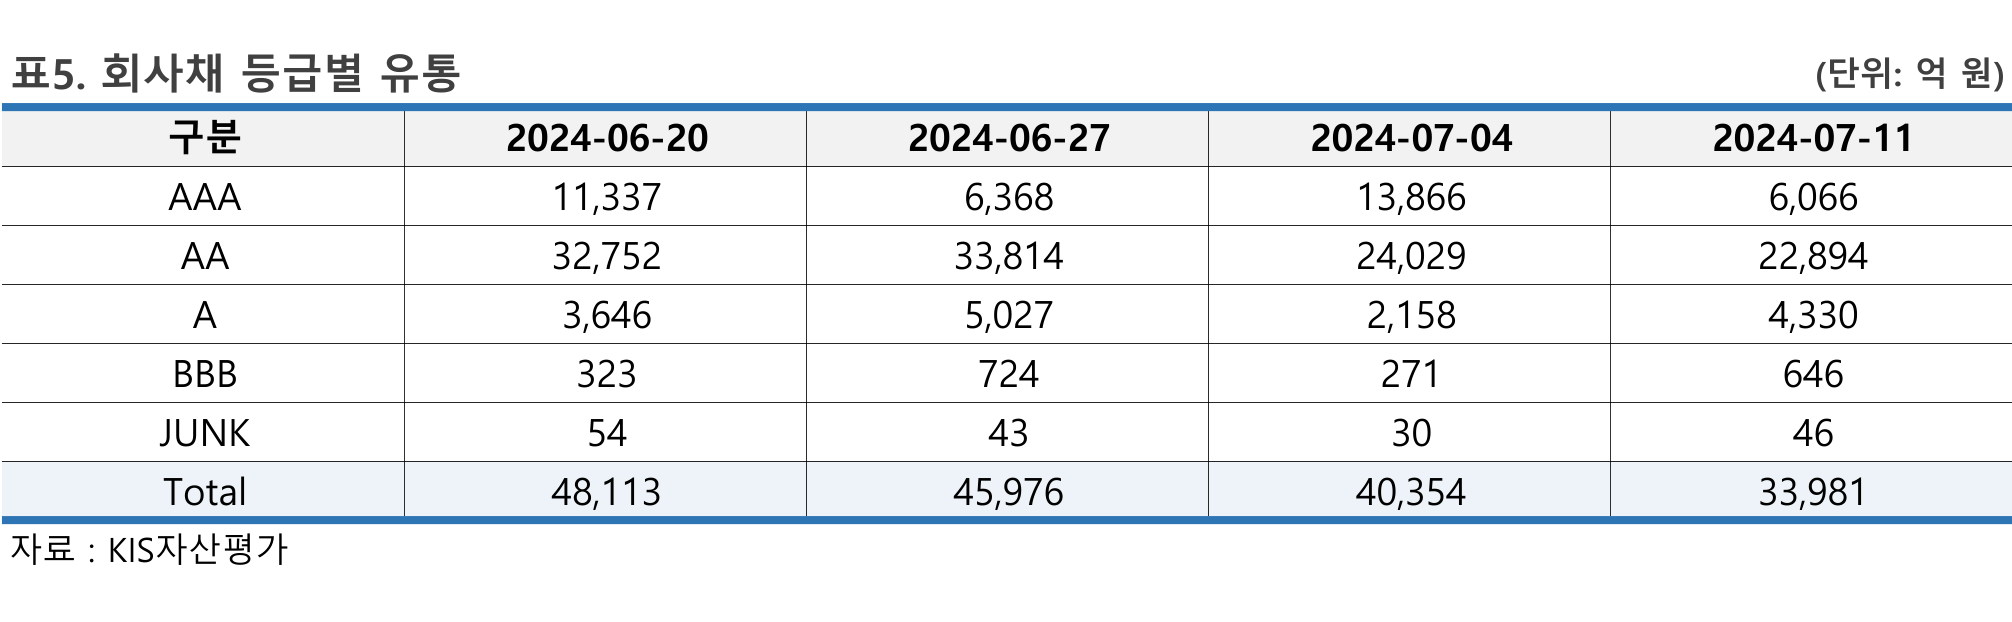 표5. 회사채 등급별 유통 (단위: 억 원)
구분 2024-06-20 2024-06-27 2024-07-04 2024-07-11
AAA 11,337 6,368 13,866 6,066
AA 32,752 33,814 24,029 22,894
A 3,646 5,027 2,158 4,330
BBB 323 724 271 646
JUNK 54 43 30 46
Total 48,113 45,976 40,354 33,981
자료 : KIS자산평가